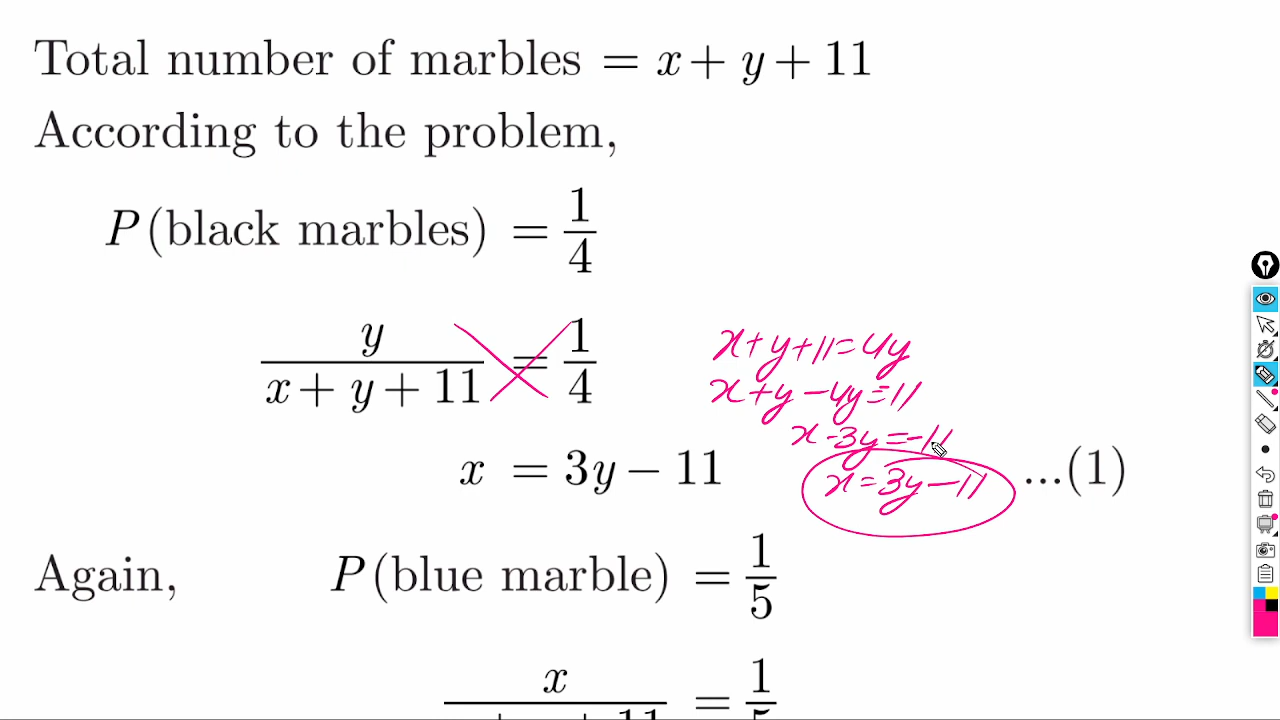 Total number of marbles = x + y + 11
According to the problem,
P(black marbles) = 1/4
y/(x + y + 11) = 1/4
x+y+11=4y
x+y-4y=11
x-3y=-11
x=3y-11
x = 3y − 11 ...(1)
Again, P(blue marble) = 1/5
x = 1